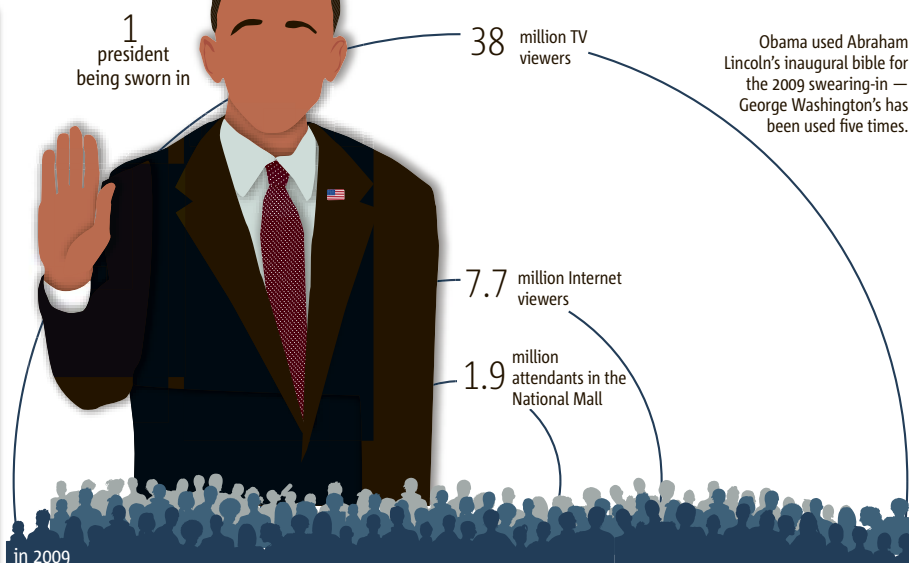 1
president
being sworn in
38 million TV
viewers
Obama used Abraham
Lincoln’s inaugural bible for
the 2009 swearing-in —
George Washington’s has
been used five times.
7.7 million Internet
viewers
1.9 million
attendants in the
National Mall
in 2009